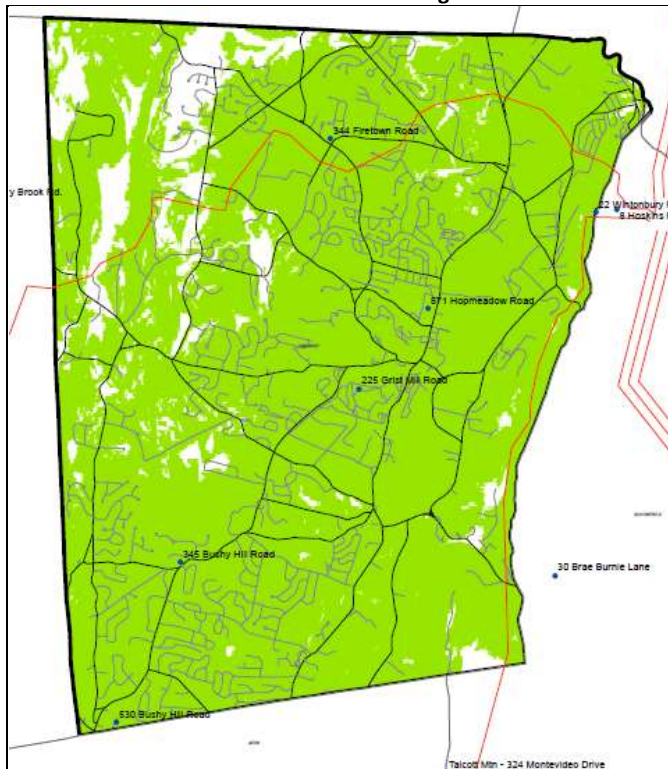 344 Firetown Road
y Brook Rd.
22 Wintonbury
8 Hoskins
571 Hopmeadow Road
225 Grist Mill Road
345 Bushy Hill Road
30 Brae Burnie Lane
530 Bushy Hill Road
Talcott Mtn - 324 Montevideo Drive